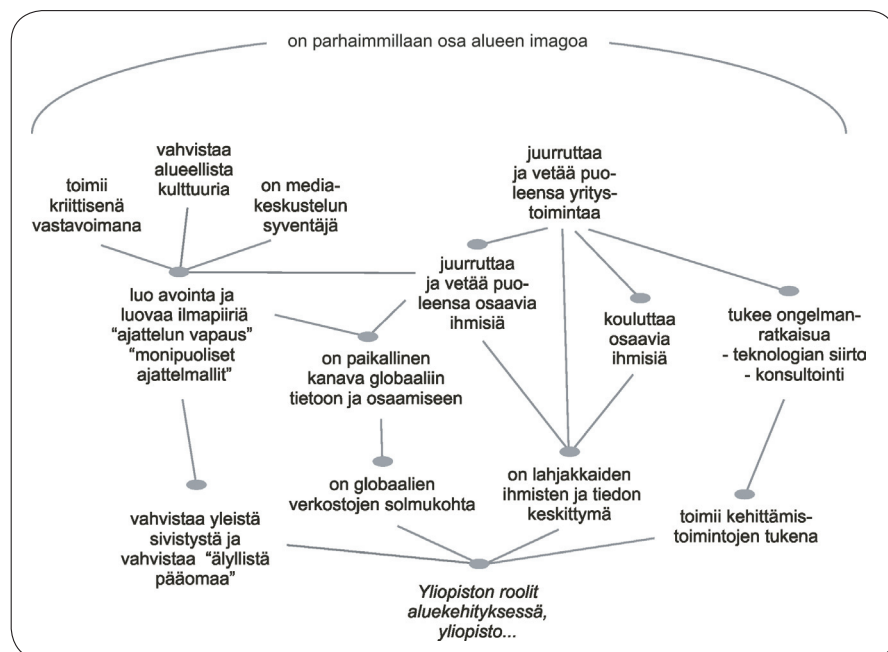 on parhaimmillaan osa alueen imagoa
toimii
kriittisenä
vastavoimana
vahvistaa
alueellista
kulttuuria
on media-
keskustelun
syventäjä
juurruttaa
ja vetää puo-
leensa yritys-
toimintaa
luo avointa ja
luovaa ilmapiiriä
“ajattelun vapaus”
“monipuoliset
ajattelmallit”
juurruttaa
ja vetää puo-
leensa osaavia
ihmisiä
kouluttaa
osaavia
ihmisiä
tukee ongelman-
ratkaisua
- teknologian siirto
- konsultointi
on paikallinen
kanava globaaliin
tietoon ja osaamiseen
vahvistaa yleistä
sivistystä ja
vahvistaa “älyllistä
pääomaa”
on globaalien
verkostojen solmukohta
on lahjakkaiden
ihmisten ja tiedon
keskittymä
toimii kehittämis-
toimintojen tukena
Yliopiston roolit
aluekehityksessä,
yliopisto...